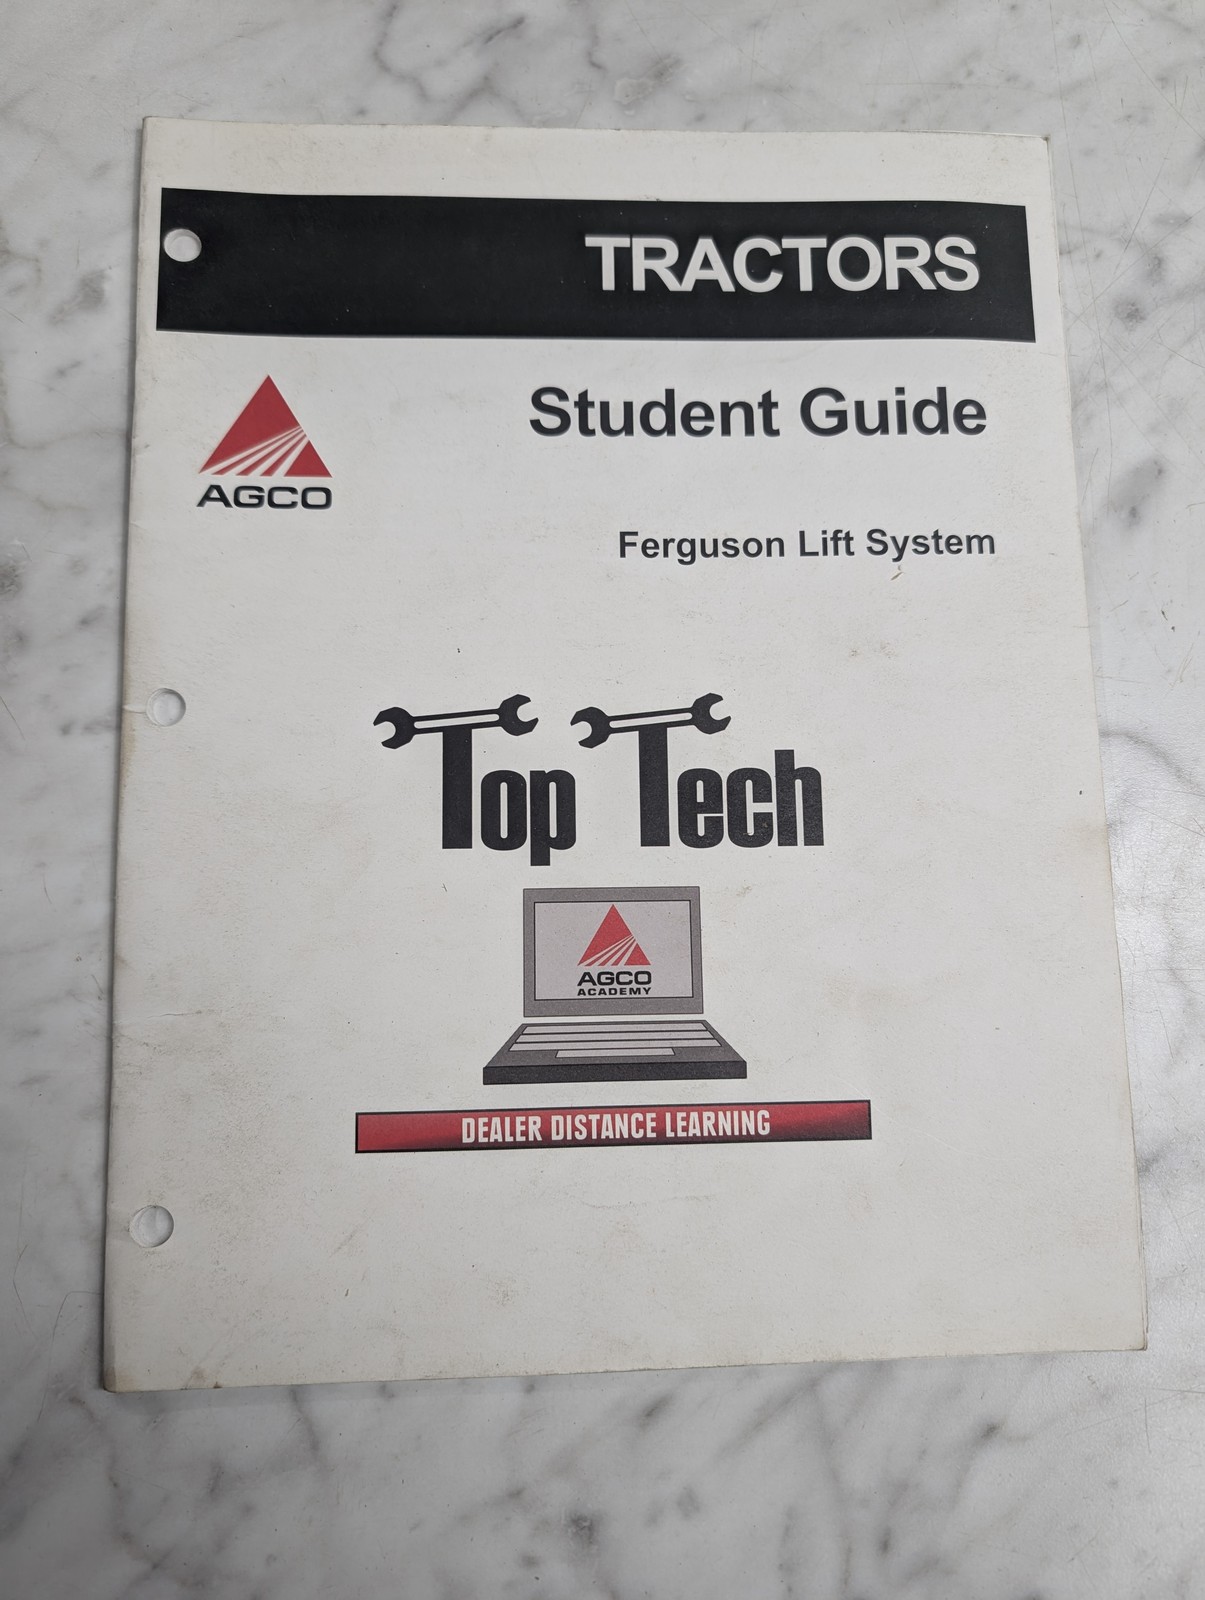 TRACTORS
Student Guide
AGCO
Ferguson Lift System
Top Tech
AGCO
ACADEMY
DEALER DISTANCE LEARNING